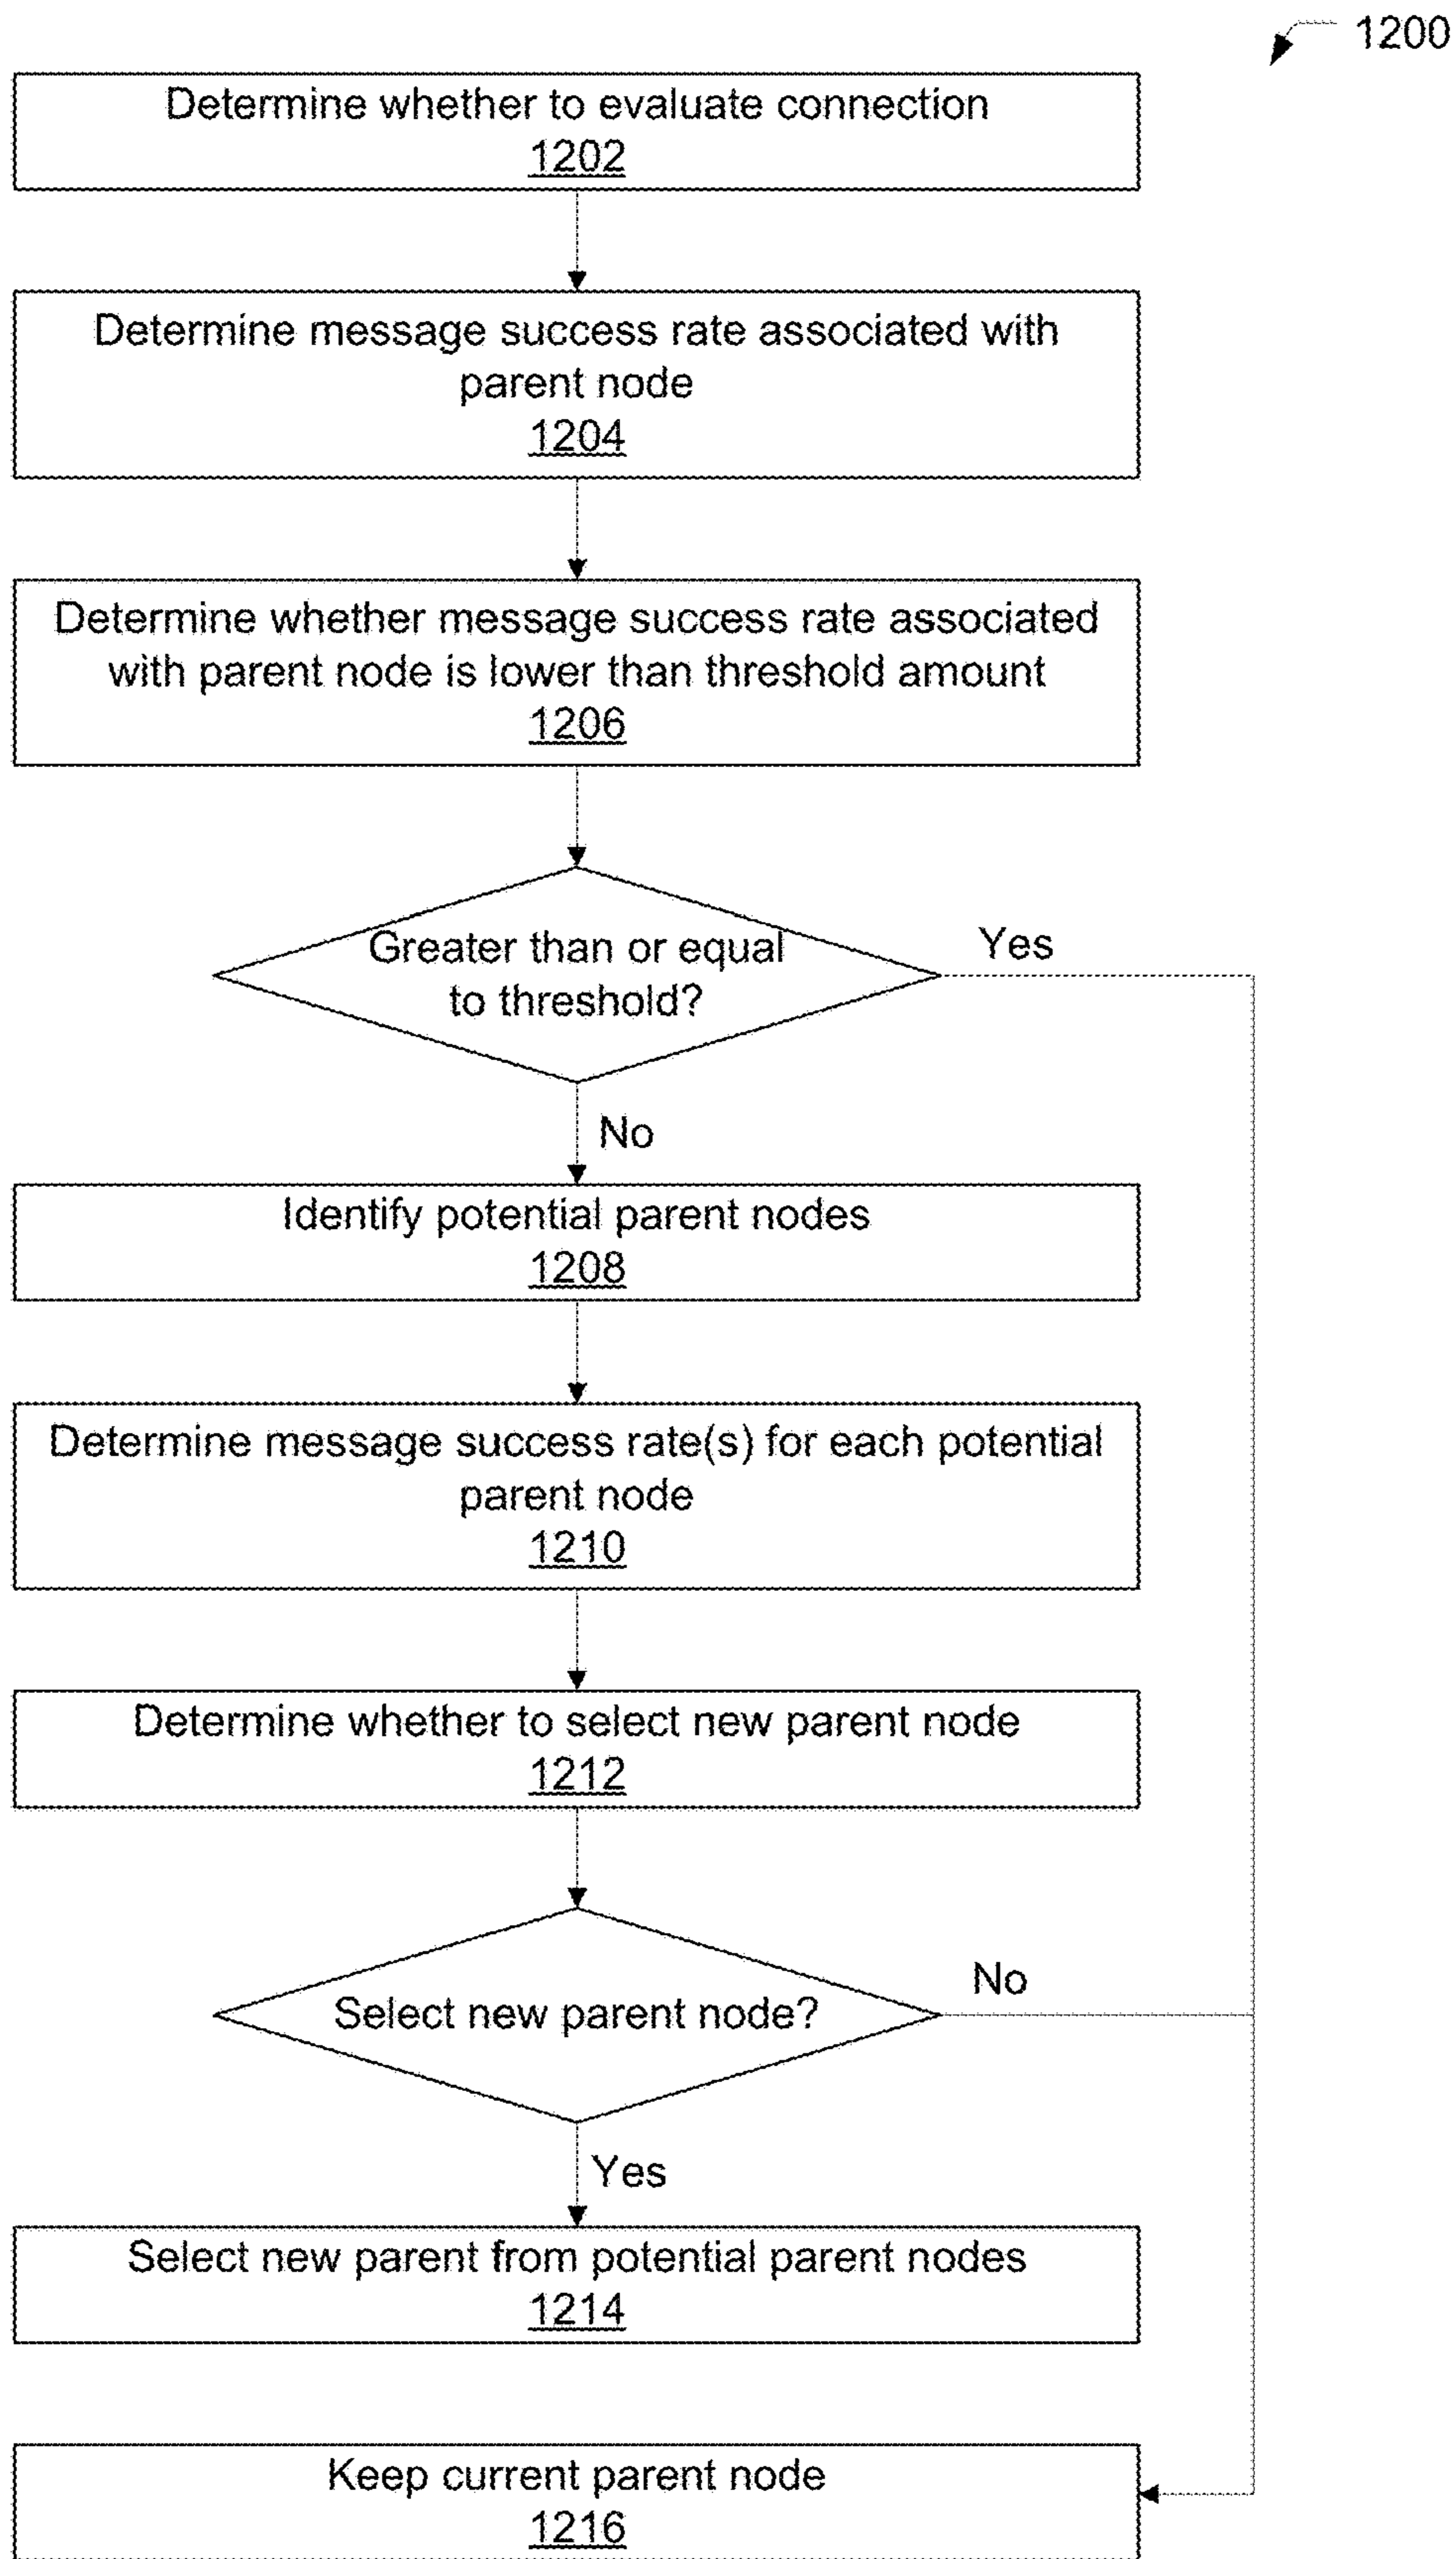 1200
Determine whether to evaluate connection
1202
Determine message success rate associated with
parent node
1204
Determine whether message success rate associated
with parent node is lower than threshold amount
1206
Greater than or equal
to threshold?
Yes
No
Identify potential parent nodes
1208
Determine message success rate(s) for each potential
parent node
1210
Determine whether to select new parent node
1212
Select new parent node?
No
Yes
Select new parent from potential parent nodes
1214
Keep current parent node
1216